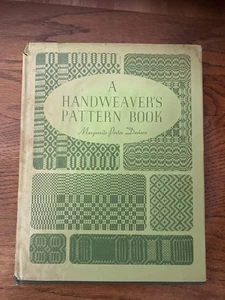 A
HANDWEAVER'S
PATTERN BOOK
Marguerite Porter Davison